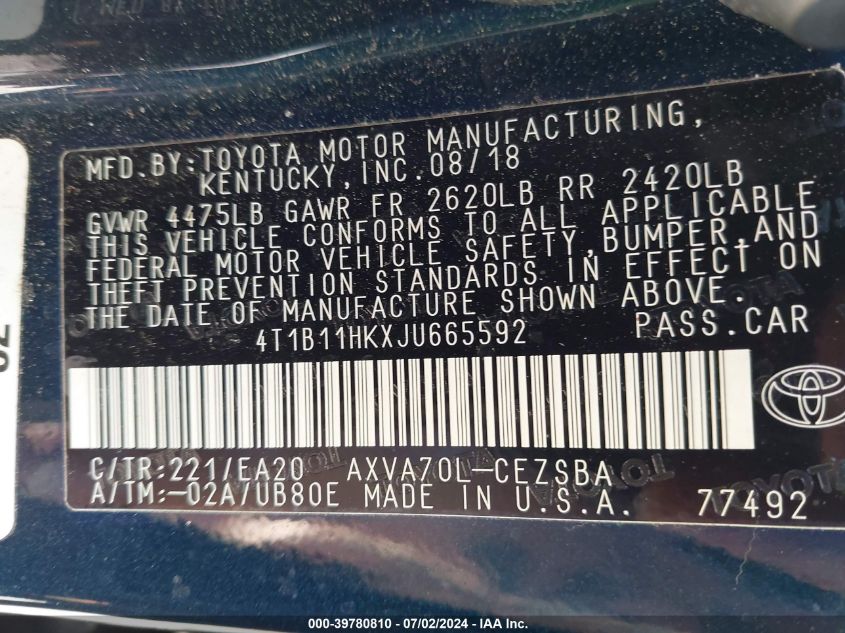 MFD.BY:TOYOTA MOTOR MANUFACTURING,
KENTUCKY, INC. 08/18
GVWR 4475LB GAWR FR 2620LB RR 2420LB
THIS VEHICLE CONFORMS TO ALL APPLICABLE
FEDERAL MOTOR VEHICLE SAFETY,BUMPER,AND
THEFT PREVENTION STANDARDS IN EFFECT ON
THE DATE OF MANUFACTURE SHOWN ABOVE.
4T1B11HKXJU665592 PASS.CAR
C/TR:221/EA20 AXVA70L-CEZSBA
A/TM:-02A/UB80E MADE IN U.S.A. 77492
000-39780810 - 07/02/2024 - IAA Inc.